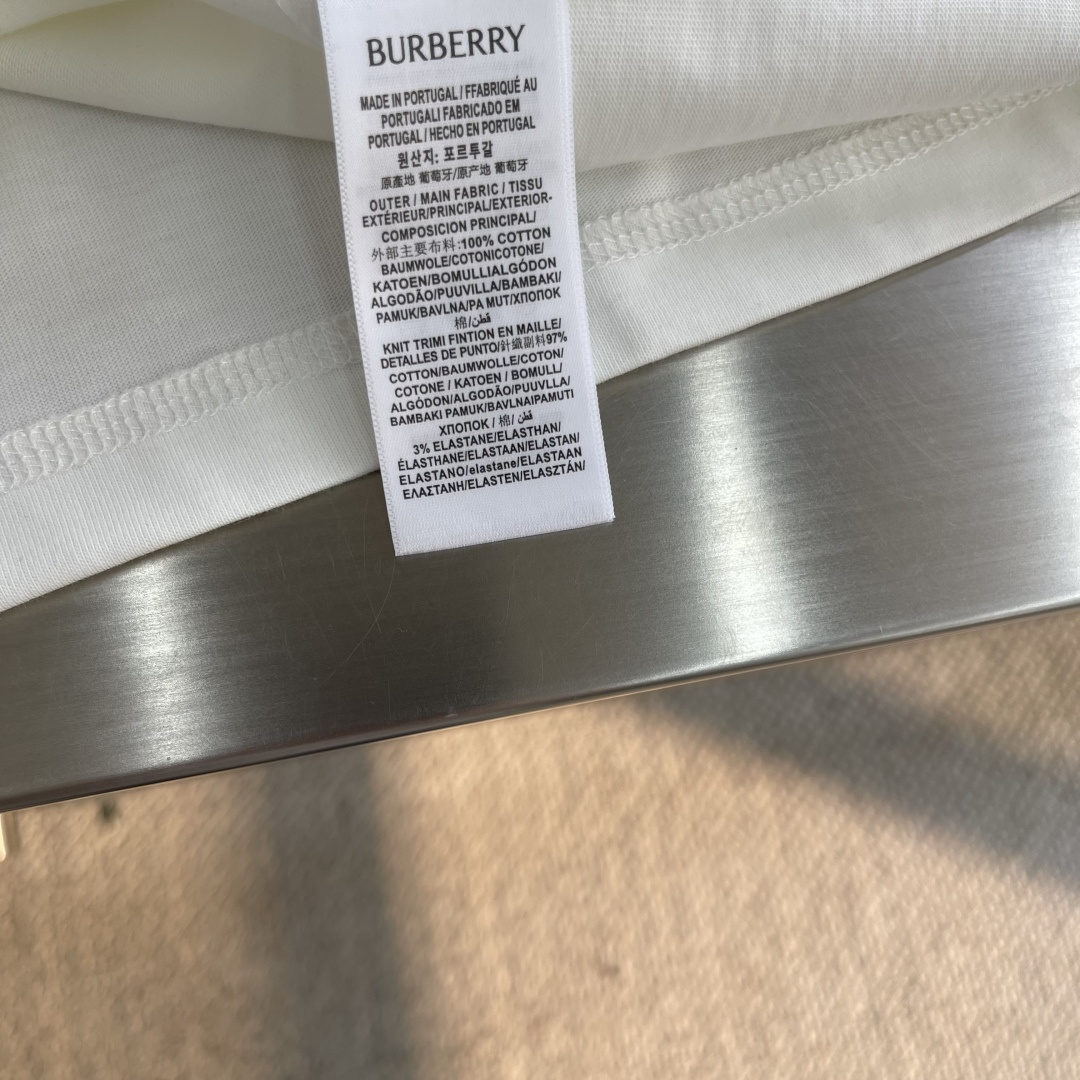 BURBERRY
MADE IN PORTUGAL / FFABRIQUÉ AU
PORTUGALI FABRICADO EM
PORTUGAL / HECHO EN PORTUGAL
원산지: 포르투갈
原產地 葡萄牙/原产地 葡萄牙
OUTER / MAIN FABRIC / TISSU
EXTÉRIEUR/PRINCIPAL/EXTERIOR-
COMPOSICION PRINCIPAL/
外部主要布料:100% COTTON
BAUMWOLE/COTONICOTONE/
KATOEN/BOMULLIALGÓDON
ALGODÃO/PUUVILLA/BAMBAKI/
PAMUK/BAVLNA/PA MUT/ХПОПОК
棉/قطن/
KNIT TRIMI FINTION EN MAILLE/
DETALLES DE PUNTO/針織副料97%
COTTON/BAUMWOLLE/COTON/
COTONE / KATOEN / BOMULL/
ALGÓDON/ALGODÃO/PUUVLLA/
BAMBAKI PAMUK/BAVLNAIPAMUTI
ХПОПОК / 棉/ قطن/
3% ELASTANE/ELASTHAN/
ÉLASTHANE/ELASTAAN/ELASTAN/
ELASTANO/elastane/ELASTAAN
ΕΛΑΣΤΑΝΗ/ELASTEN/ELASZTÁN/